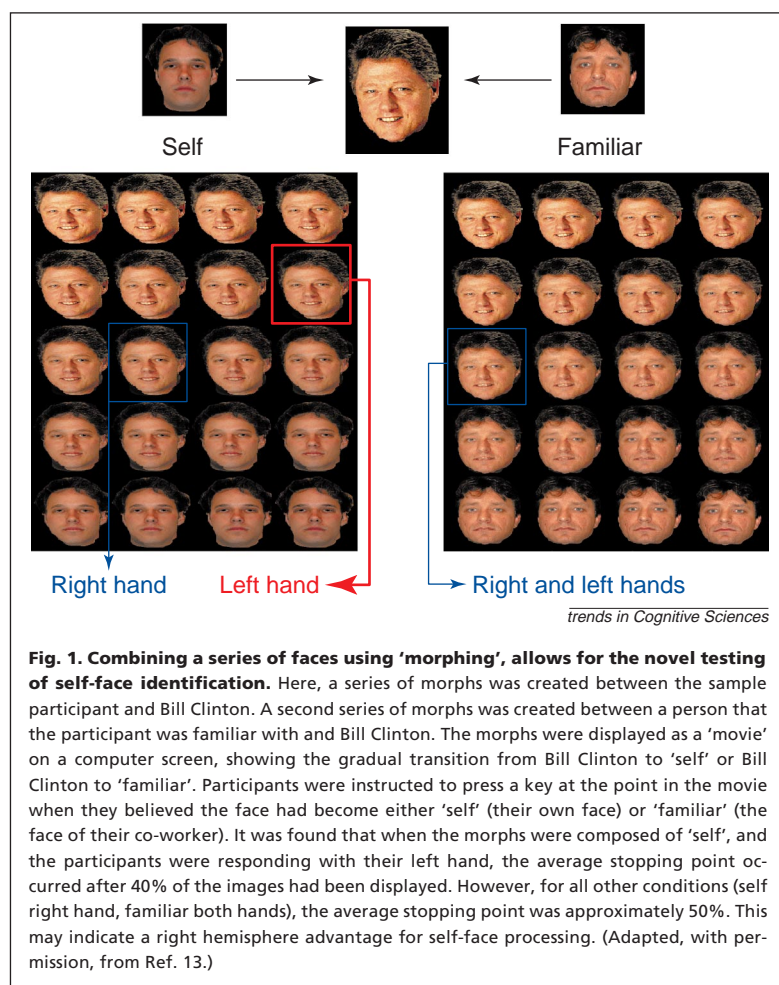 Self
Familiar
Right hand
Left hand
Right and left hands
trends in Cognitive Sciences
Fig. 1. Combining a series of faces using ‘morphing’, allows for the novel testing
of self-face identification. Here, a series of morphs was created between the sample
participant and Bill Clinton. A second series of morphs was created between a person that
the participant was familiar with and Bill Clinton. The morphs were displayed as a ‘movie’
on a computer screen, showing the gradual transition from Bill Clinton to ‘self’ or Bill
Clinton to ‘familiar’. Participants were instructed to press a key at the point in the movie
when they believed the face had become either ‘self’ (their own face) or ‘familiar’ (the
face of their co-worker). It was found that when the morphs were composed of ‘self’, and
the participants were responding with their left hand, the average stopping point oc-
curred after 40% of the images had been displayed. However, for all other conditions (self
right hand, familiar both hands), the average stopping point was approximately 50%. This
may indicate a right hemisphere advantage for self-face processing. (Adapted, with per-
mission, from Ref. 13.)